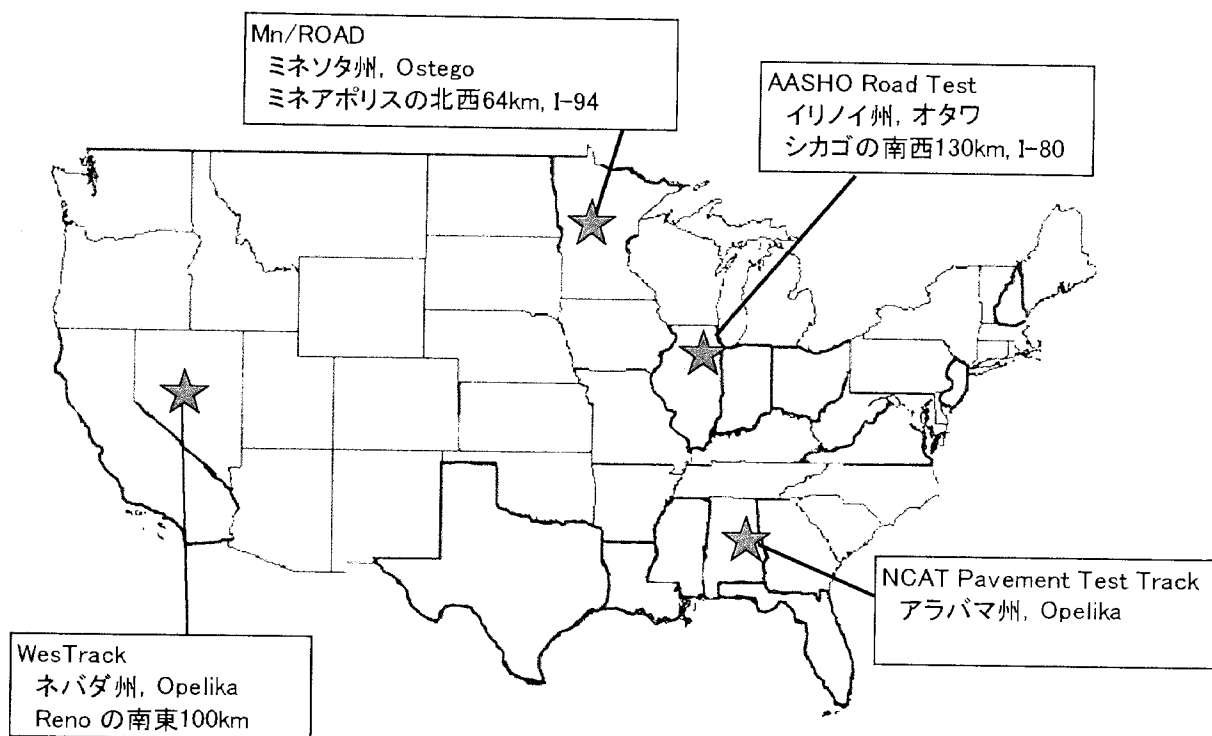 Mn/ROAD
ミネソタ州, Ostego
ミネアポリスの北西64km, I-94
AASHO Road Test
イリノイ州, オタワ
シカゴの南西130km, I-80
NCAT Pavement Test Track
アラバマ州, Opelika
WesTrack
ネバダ州, Opelika
Reno の南東100km